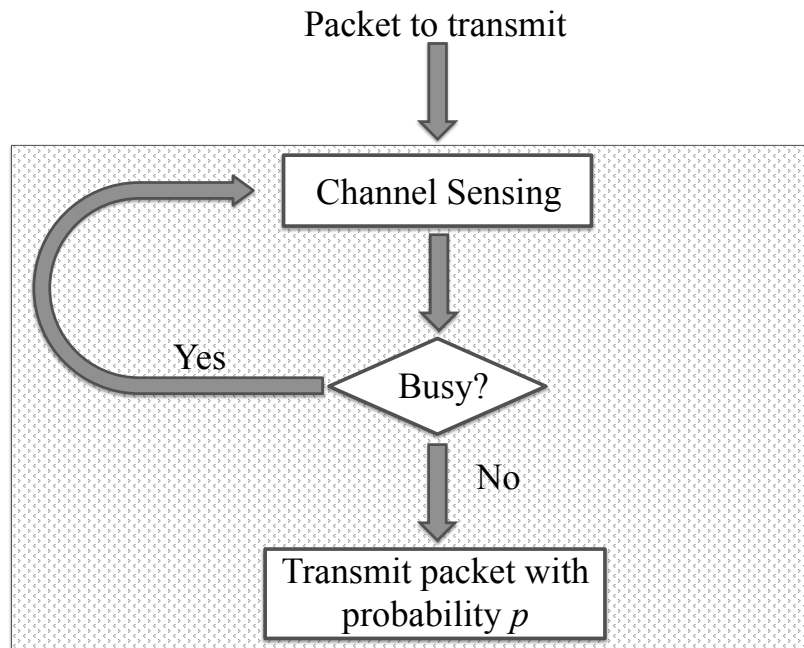 Packet to transmit
Channel Sensing
Yes
Busy?
No
Transmit packet with
probability p